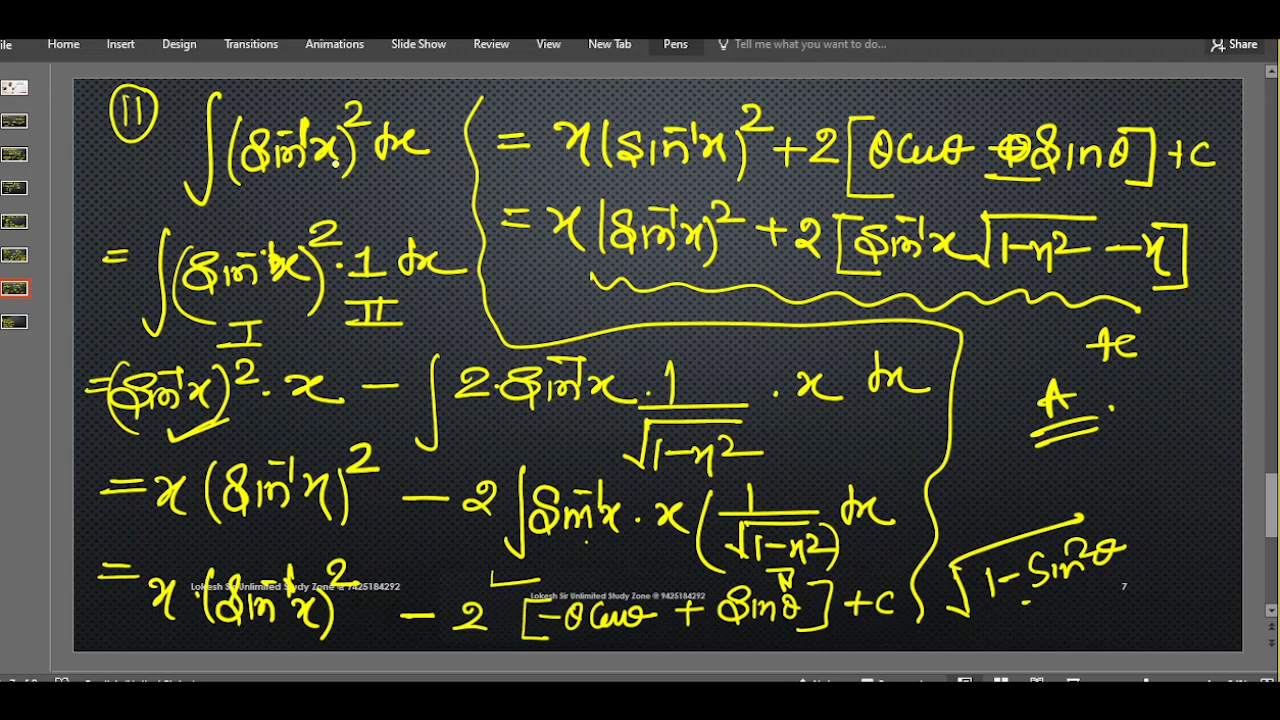 File Home Insert Design Transitions Animations Slide Show Review View New Tab Pens Tell me what you want to do... Share
11
∫(Sin⁻¹x)² dx
= ∫(Sin⁻¹x)² · 1 dx
I II
= (Sin⁻¹x)² · x − ∫ 2·Sin⁻¹x · 1/√(1−x²) · x dx
= x(Sin⁻¹x)² − 2∫ Sin⁻¹x · x (1/√(1−x²)) dx
= x(Sin⁻¹x)² − 2[−θcosθ + Sinθ] + c
= x(Sin⁻¹x)² + 2[θcosθ − Sinθ] + c
= x(Sin⁻¹x)² + 2[Sin⁻¹x √(1−x²) − x]
+c
A
√(1−Sin²θ)
Lokesh Sir Unlimited Study Zone @ 9425184292
Lokesh Sir Unlimited Study Zone @ 9425184292
7